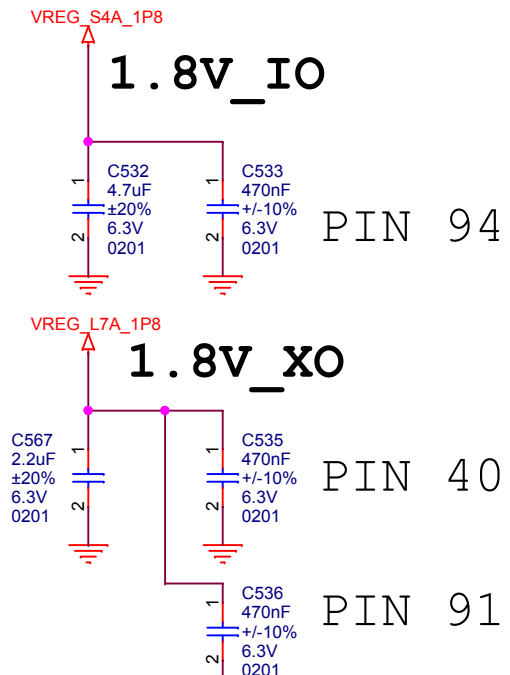 VREG_S4A_1P8
1.8V_IO
1
C532
4.7uF
±20%
6.3V
0201
2
1
C533
470nF
+/-10%
6.3V
0201
2
PIN 94
VREG_L7A_1P8
1.8V_XO
C567
2.2uF
±20%
6.3V
0201
1
2
1
C535
470nF
+/-10%
6.3V
0201
2
PIN 40
1
C536
470nF
+/-10%
6.3V
0201
2
PIN 91